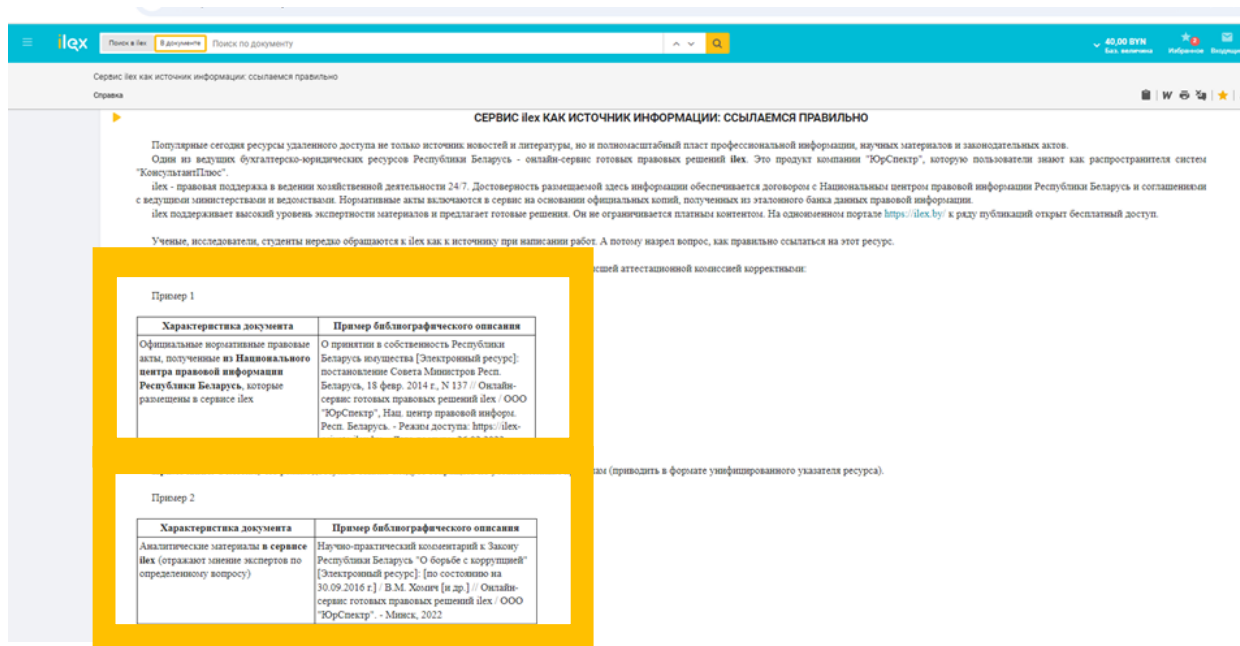 ilex
Поиск в ilex
В документе
Поиск по документу
40,00 BYN
Баз. величина
Избранное
Сервис ilex как источник информации: ссылаемся правильно
Справка
СЕРВИС ilex КАК ИСТОЧНИК ИНФОРМАЦИИ: ССЫЛАЕМСЯ ПРАВИЛЬНО
Популярные сегодня ресурсы удаленного доступа не только источник новостей и литературы, но и полномасштабный пласт профессиональной информации, научных материалов и законодательных актов.
Один из ведущих бухгалтерско-юридических ресурсов Республики Беларусь - онлайн-сервис готовых правовых решений ilex. Это продукт компании "ЮрСпектр", которую пользователи знают как распространителя систем
"КонсультантПлюс".
ilex - правовая поддержка в ведении хозяйственной деятельности 24/7. Достоверность размещаемой здесь информации обеспечивается договором с Национальным центром правовой информации Республики Беларусь и соглашениями
с ведущими министерствами и ведомствами. Нормативные акты включаются в сервис на основании официальных копий, полученных из эталонного банка данных правовой информации.
ilex поддерживает высокий уровень экспертности материалов и предлагает готовые решения. Он не ограничивается платным контентом. На одноименном портале https://ilex.by/ к ряду публикаций открыт бесплатный доступ.
Ученые, исследователи, студенты нередко обращаются к ilex как к источнику при написании работ. А потому назрел вопрос, как правильно ссылаться на этот ресурс.
аттестационной комиссией корректными:
Пример 1
Характеристика документа
Пример библиографического описания
Официальные нормативные правовые
акты, полученные из Национального
центра правовой информации
Республики Беларусь, которые
размещены в сервисе ilex
О принятии в собственность Республики
Беларусь имущества [Электронный ресурс]:
постановление Совета Министров Респ.
Беларусь, 18 февр. 2014 г., N 137 // Онлайн-
сервис готовых правовых решений ilex / ООО
"ЮрСпектр", Нац. центр правовой информ.
Респ. Беларусь. - Режим доступа: https://ilex-
(приводить в формате унифицированного указателя ресурса).
Пример 2
Характеристика документа
Пример библиографического описания
Аналитические материалы в сервисе
ilex (отражают мнение экспертов по
определенному вопросу)
Научно-практический комментарий к Закону
Республики Беларусь "О борьбе с коррупцией"
[Электронный ресурс]: [по состоянию на
30.09.2016 г.] / В.М. Хомич [и др.] // Онлайн-
сервис готовых правовых решений ilex / ООО
"ЮрСпектр". - Минск, 2022